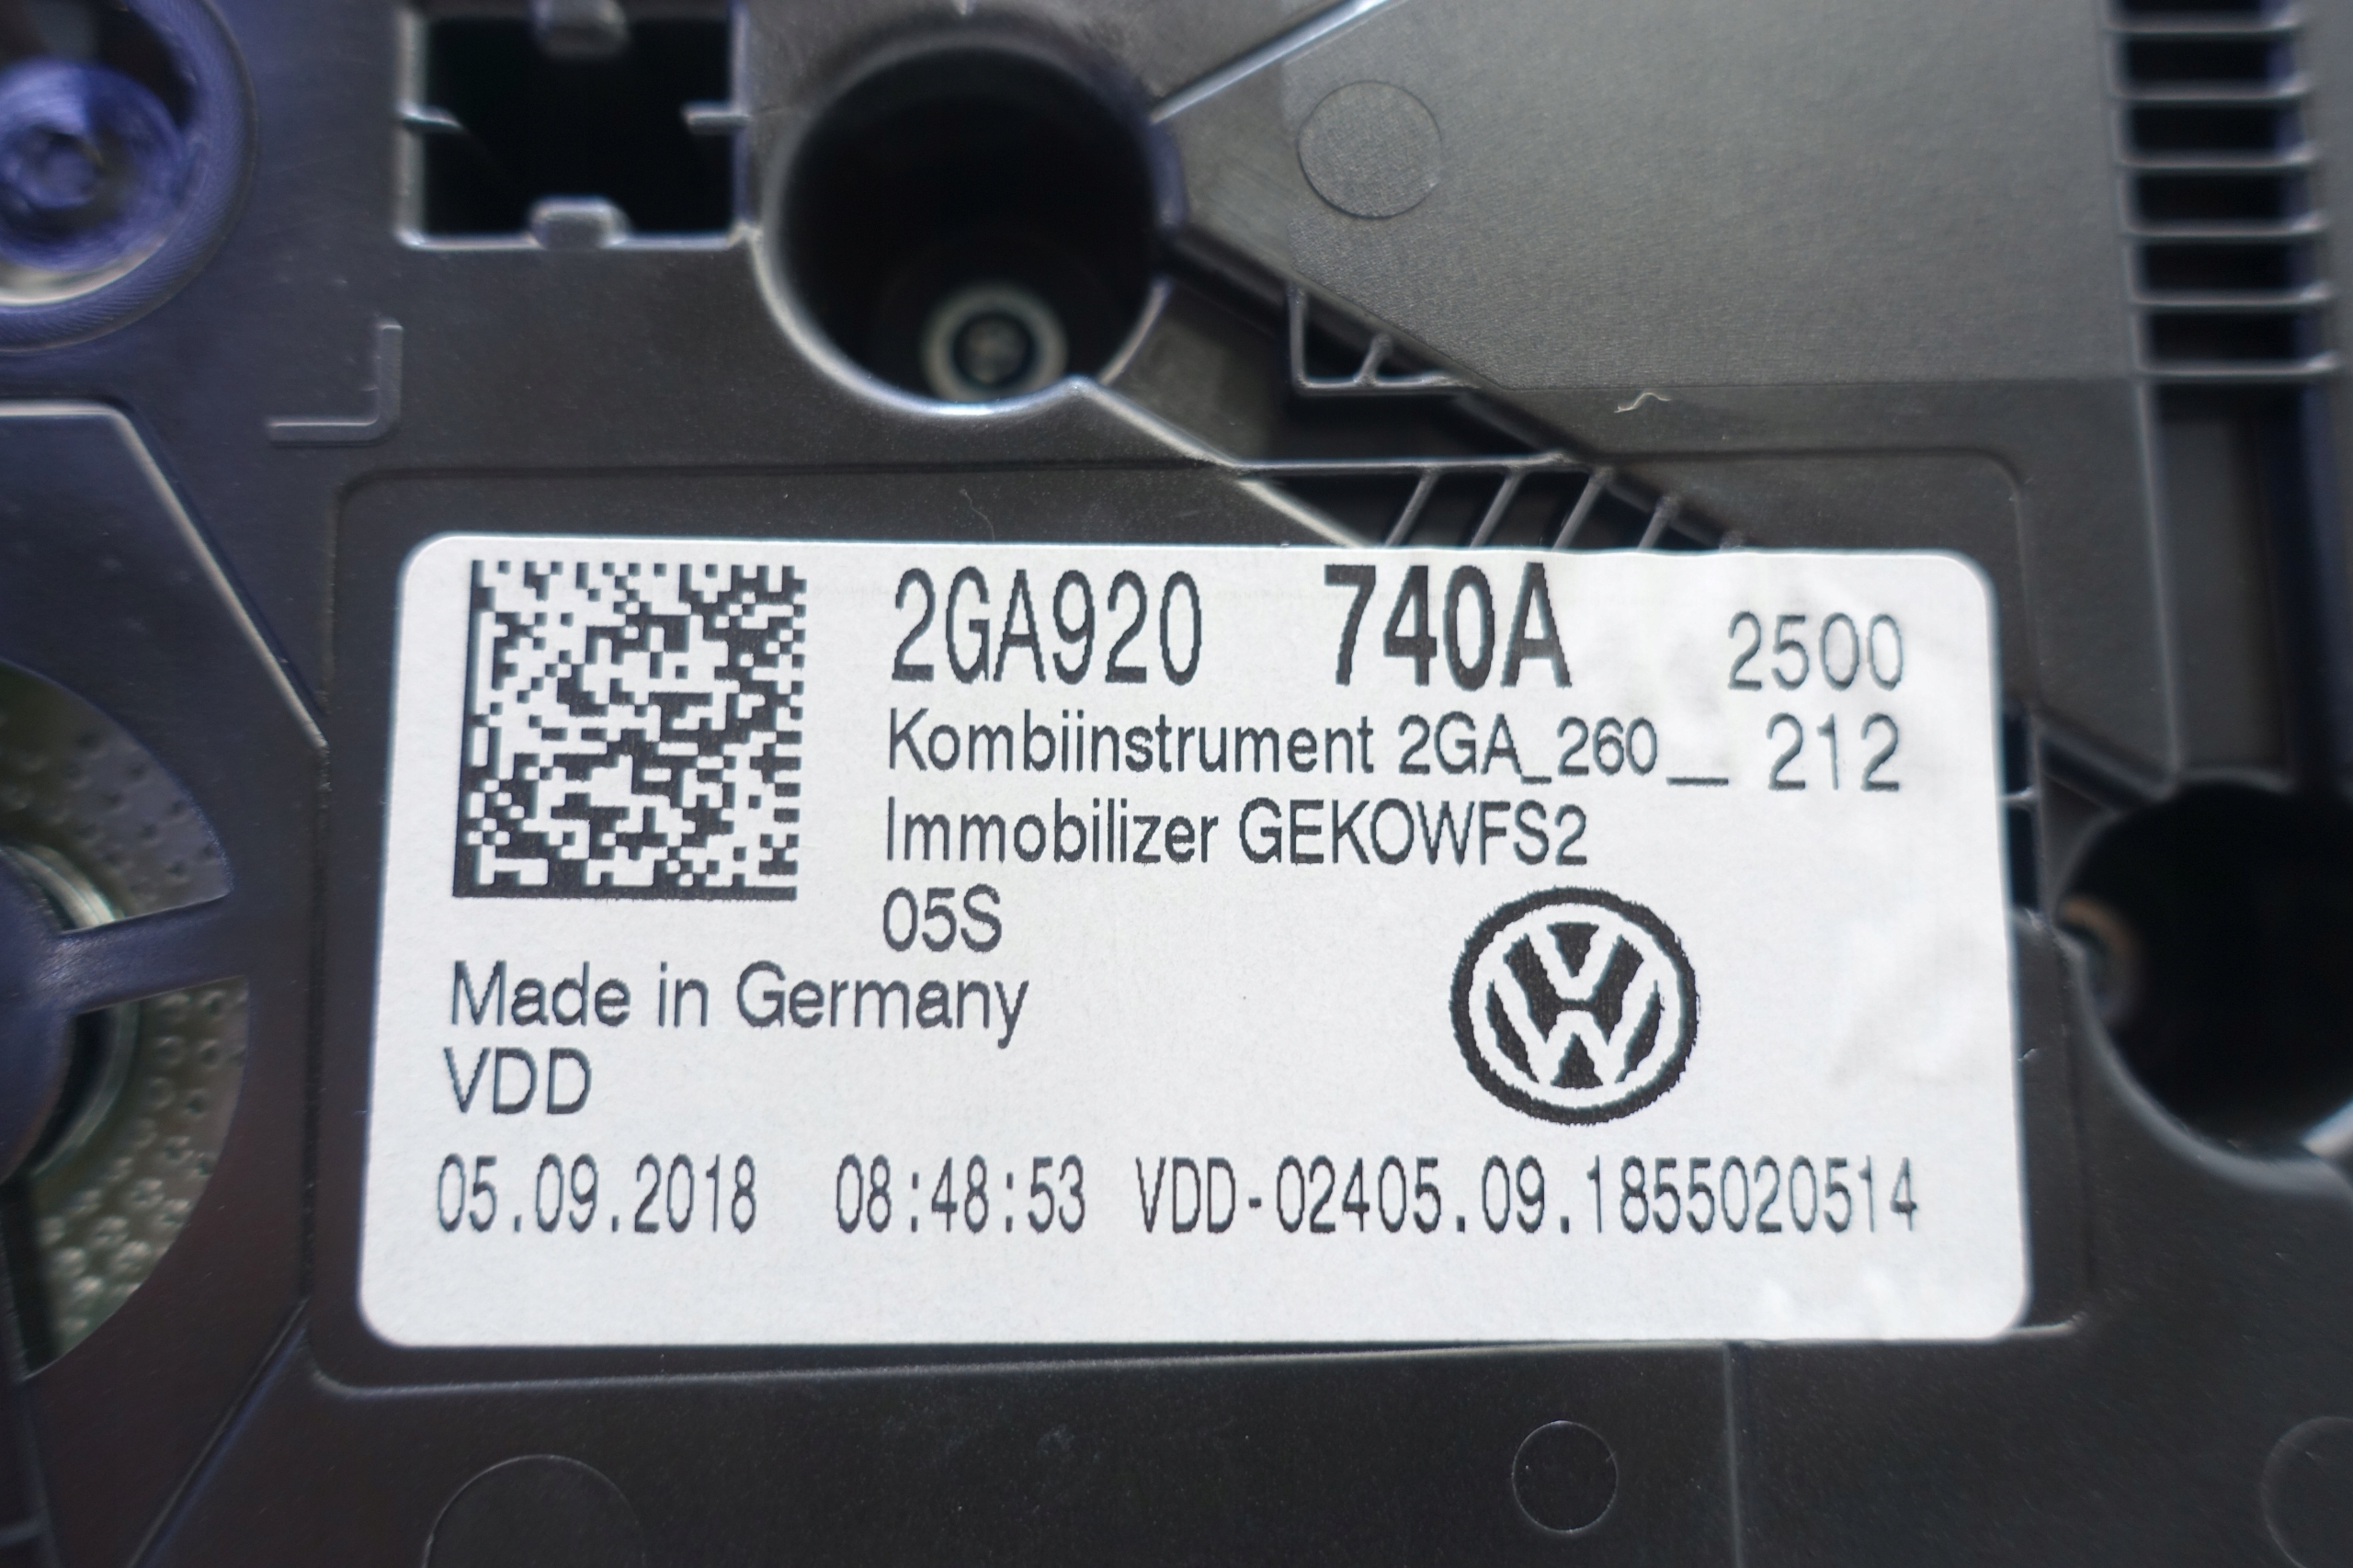 2GA920 740A 2500
Kombiinstrument 2GA_260__ 212
Immobilizer GEKOWFS2
05S
Made in Germany
VDD
05.09.2018 08:48:53 VDD-02405.09.1855020514